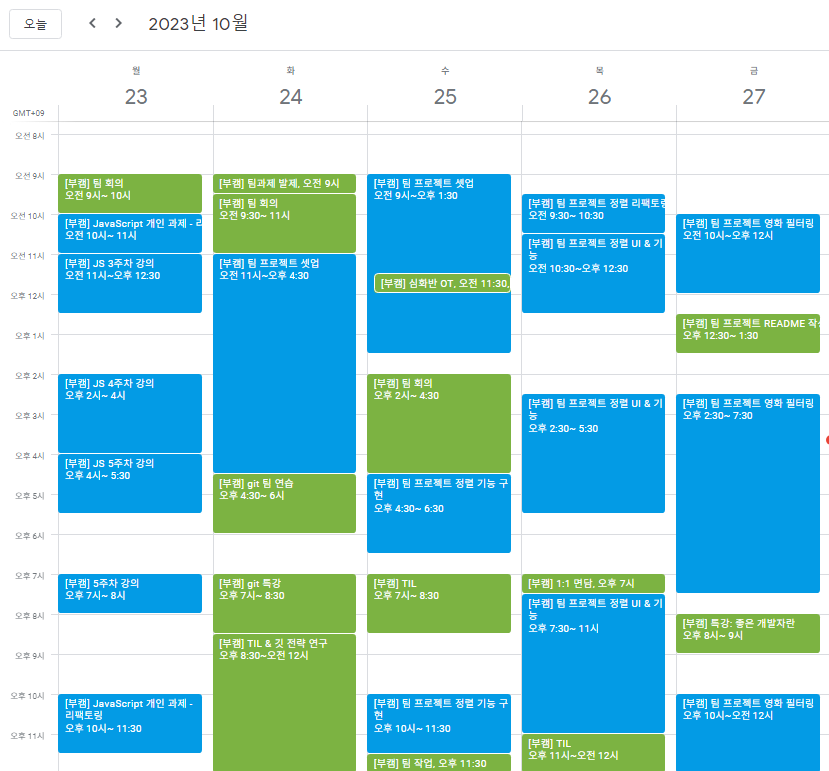 오늘
2023년 10월
월
화
수
목
금
23
24
25
26
27
GMT+09
오전 8시
오전 9시
오전 10시
오전 11시
오후 12시
오후 1시
오후 2시
오후 3시
오후 4시
오후 5시
오후 6시
오후 7시
오후 8시
오후 9시
오후 10시
오후 11시
[부캠] 팀 회의
오전 9시~ 10시
[부캠] JavaScript 개인 과제 - 리
오전 10시~ 11시
[부캠] JS 3주차 강의
오전 11시~오후 12:30
[부캠] JS 4주차 강의
오후 2시~ 4시
[부캠] JS 5주차 강의
오후 4시~ 5:30
[부캠] 5주차 강의
오후 7시~ 8시
[부캠] JavaScript 개인 과제 -
리팩토링
오후 10시~ 11:30
[부캠] 팀과제 발제, 오전 9시
[부캠] 팀 회의
오전 9:30~ 11시
[부캠] 팀 프로젝트 셋업
오전 11시~오후 4:30
[부캠] git 팀 연습
오후 4:30~ 6시
[부캠] git 특강
오후 7시~ 8:30
[부캠] TIL & 깃 전략 연구
오후 8:30~오전 12시
[부캠] 팀 프로젝트 셋업
오전 9시~오후 1:30
[부캠] 심화반 OT, 오전 11:30,
[부캠] 팀 회의
오후 2시~ 4:30
[부캠] 팀 프로젝트 정렬 기능 구
현
오후 4:30~ 6:30
[부캠] TIL
오후 7시~ 8:30
[부캠] 팀 프로젝트 정렬 기능 구
현
오후 10시~ 11:30
[부캠] 팀 작업, 오후 11:30
[부캠] 팀 프로젝트 정렬 리팩토링
오전 9:30~ 10:30
[부캠] 팀 프로젝트 정렬 UI & 기
능
오전 10:30~오후 12:30
[부캠] 팀 프로젝트 정렬 UI & 기
능
오후 2:30~ 5:30
[부캠] 1:1 면담, 오후 7시
[부캠] 팀 프로젝트 정렬 UI & 기
능
오후 7:30~ 11시
[부캠] TIL
오후 11시~오전 12시
[부캠] 팀 프로젝트 영화 필터링
오전 10시~오후 12시
[부캠] 팀 프로젝트 README 작성
오후 12:30~ 1:30
[부캠] 팀 프로젝트 영화 필터링
오후 2:30~ 7:30
[부캠] 특강: 좋은 개발자란
오후 8시~ 9시
[부캠] 팀 프로젝트 영화 필터링
오후 10시~오전 12시